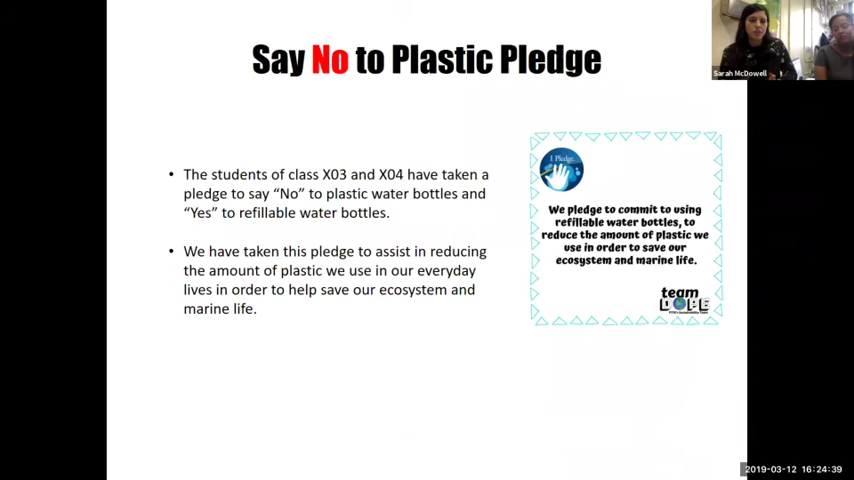 Say No to Plastic Pledge
Sarah McDowell
• The students of class X03 and X04 have taken a
pledge to say “No” to plastic water bottles and
“Yes” to refillable water bottles.
• We have taken this pledge to assist in reducing
the amount of plastic we use in our everyday
lives in order to help save our ecosystem and
marine life.
I Pledge
We pledge to commit to using
refillable water bottles, to
reduce the amount of plastic we
use in order to save our
ecosystem and marine life.
team
DOPE
2019-03-12 16:24:39